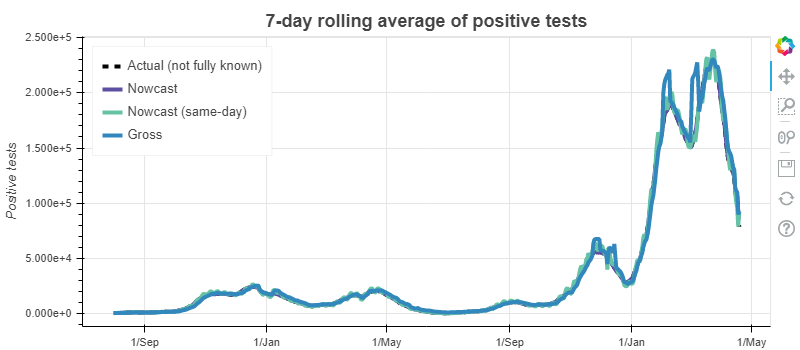 7-day rolling average of positive tests
2.500e+5
2.000e+5
1.500e+5
1.000e+5
5.000e+4
0.000e+0
Positive tests
Actual (not fully known)
Nowcast
Nowcast (same-day)
Gross
1/Sep
1/Jan
1/May
1/Sep
1/Jan
1/May